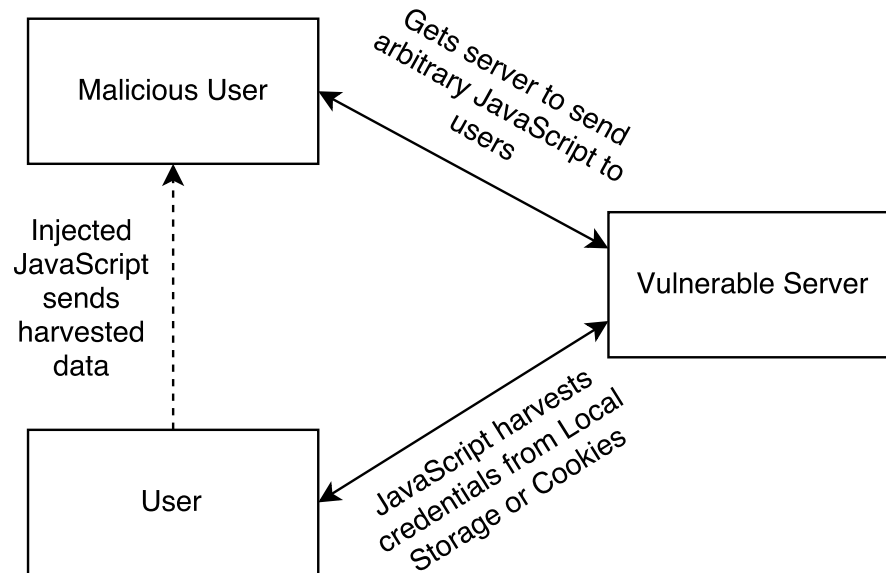 Malicious User
Gets server to send
arbitrary JavaScript to
users
Injected
JavaScript
sends
harvested
data
Vulnerable Server
JavaScript harvests
credentials from Local
Storage or Cookies
User